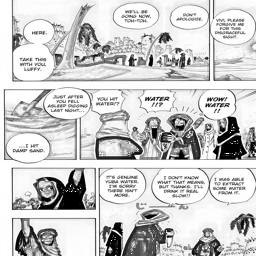 HERE.
TAKE THIS
WITH YOU,
LUFFY.
WE'LL BE
GOING NOW,
TOH-TOH.
DON'T
APOLOGIZE.
VIVI, PLEASE
FORGIVE ME
FOR THIS
DISGRACEFUL
SIGHT.
JUST AFTER
YOU FELL
ASLEEP DIGGING
LAST NIGHT...
...I HIT
DAMP SAND.
YOU HIT
WATER!?
WATER
!!?
WOW!
WATER
!!
IT'S GENUINE
YUBA WATER.
I'M SORRY
THERE ISN'T
MORE.
I DON'T KNOW
WHAT THAT
MEANS,
BUT THANKS. I'LL
DRINK IT REAL
SLOW!!
I WAS ABLE
TO EXTRACT
SOME WATER
FROM IT.